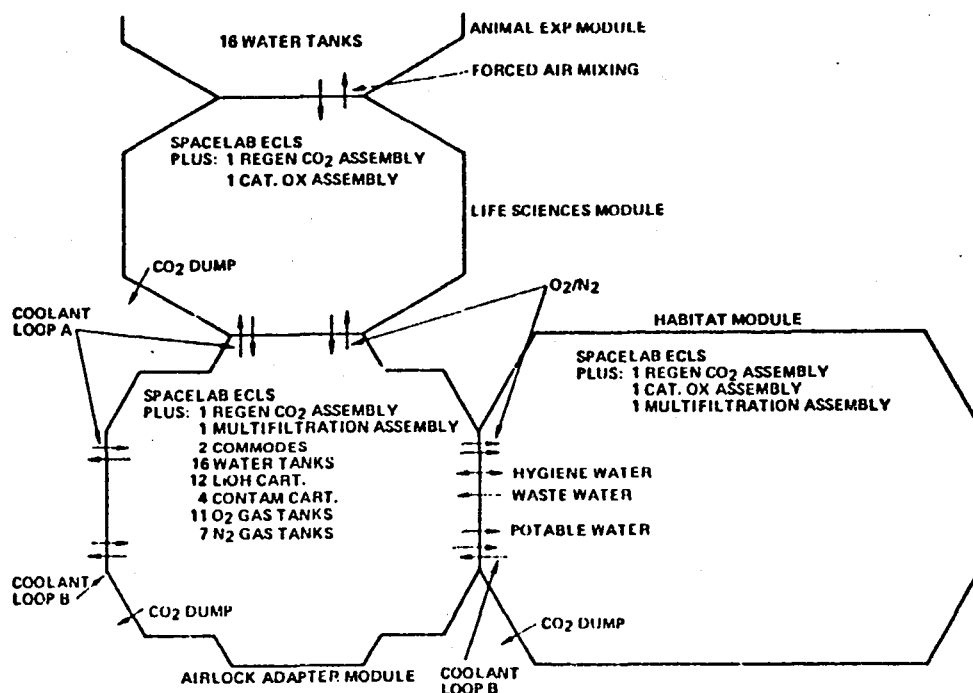 16 WATER TANKS
ANIMAL EXP MODULE
FORCED AIR MIXING
SPACELAB ECLS
PLUS: 1 REGEN CO2 ASSEMBLY
1 CAT. OX ASSEMBLY
LIFE SCIENCES MODULE
CO2 DUMP
O2/N2
COOLANT
LOOP A
HABITAT MODULE
SPACELAB ECLS
PLUS: 1 REGEN CO2 ASSEMBLY
1 CAT. OX ASSEMBLY
1 MULTIFILTRATION ASSEMBLY
SPACELAB ECLS
PLUS: 1 REGEN CO2 ASSEMBLY
1 MULTIFILTRATION ASSEMBLY
2 COMMODES
16 WATER TANKS
12 LiOH CART.
4 CONTAM CART.
11 O2 GAS TANKS
7 N2 GAS TANKS
HYGIENE WATER
WASTE WATER
POTABLE WATER
COOLANT
LOOP B
CO2 DUMP
CO2 DUMP
AIRLOCK ADAPTER MODULE
COOLANT
LOOP B